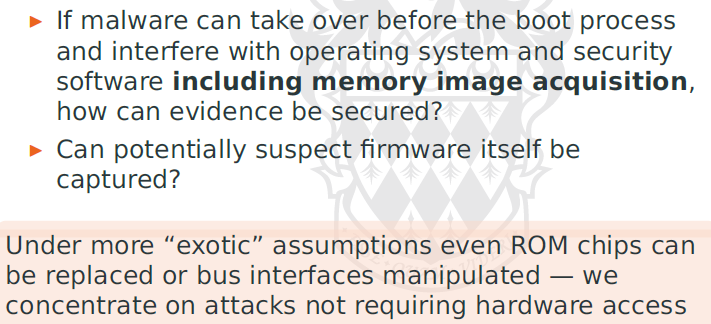 ▶ If malware can take over before the boot process
and interfere with operating system and security
software including memory image acquisition,
how can evidence be secured?
▶ Can potentially suspect firmware itself be
captured?
Under more “exotic” assumptions even ROM chips can
be replaced or bus interfaces manipulated — we
concentrate on attacks not requiring hardware access